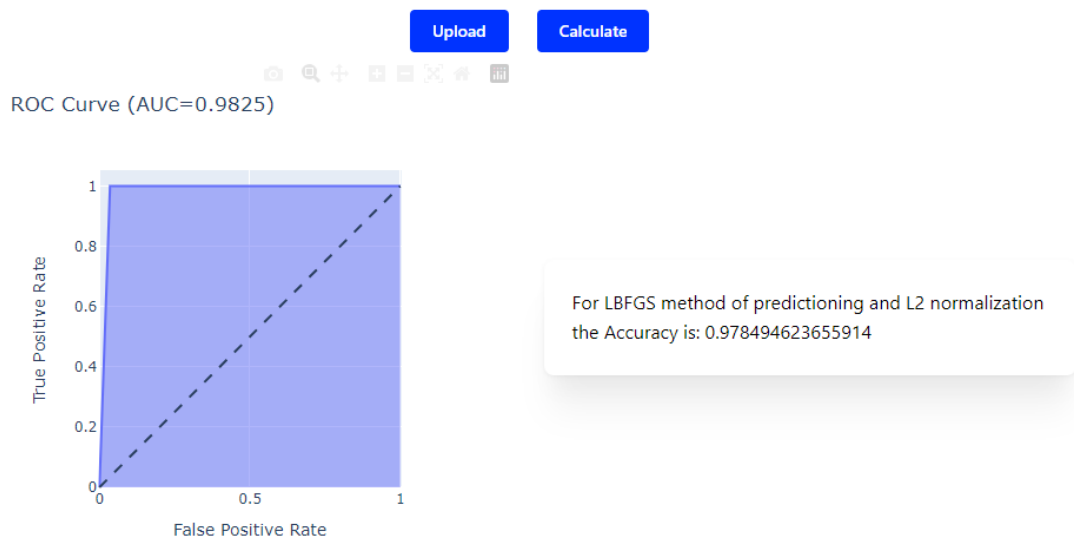 Upload
Calculate
ROC Curve (AUC=0.9825)
1
0.8
0.6
0.4
0.2
0
0
0.5
1
True Positive Rate
False Positive Rate
For LBFGS method of predictioning and L2 normalization
the Accuracy is: 0.978494623655914